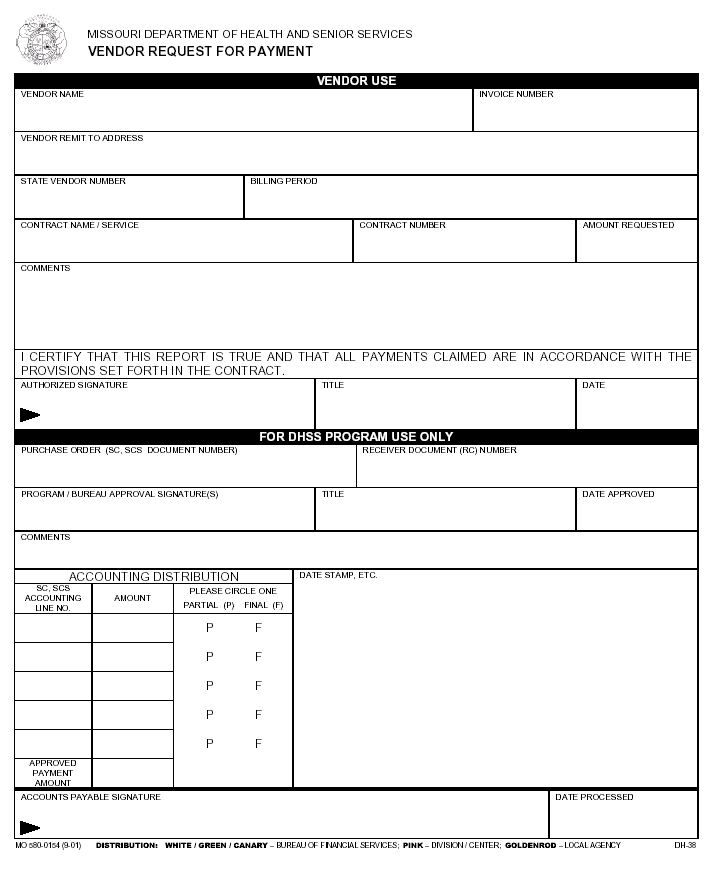 MISSOURI DEPARTMENT OF HEALTH AND SENIOR SERVICES
VENDOR REQUEST FOR PAYMENT
VENDOR USE
VENDOR NAME
INVOICE NUMBER
VENDOR REMIT TO ADDRESS
STATE VENDOR NUMBER
BILLING PERIOD
CONTRACT NAME / SERVICE
CONTRACT NUMBER
AMOUNT REQUESTED
COMMENTS
I CERTIFY THAT THIS REPORT IS TRUE AND THAT ALL PAYMENTS CLAIMED ARE IN ACCORDANCE WITH THE
PROVISIONS SET FORTH IN THE CONTRACT.
AUTHORIZED SIGNATURE
TITLE
DATE
FOR DHSS PROGRAM USE ONLY
PURCHASE ORDER (SC, SCS DOCUMENT NUMBER)
RECEIVER DOCUMENT (RC) NUMBER
PROGRAM / BUREAU APPROVAL SIGNATURE(S)
TITLE
DATE APPROVED
COMMENTS
ACCOUNTING DISTRIBUTION
DATE STAMP, ETC.
SC, SCS
ACCOUNTING
LINE NO.
AMOUNT
PLEASE CIRCLE ONE
PARTIAL (P) FINAL (F)
P F
P F
P F
P F
P F
APPROVED
PAYMENT
AMOUNT
ACCOUNTS PAYABLE SIGNATURE
DATE PROCESSED
MO 580-0154 (9-01) DISTRIBUTION: WHITE / GREEN / CANARY – BUREAU OF FINANCIAL SERVICES; PINK – DIVISION / CENTER; GOLDENROD – LOCAL AGENCY DH-38